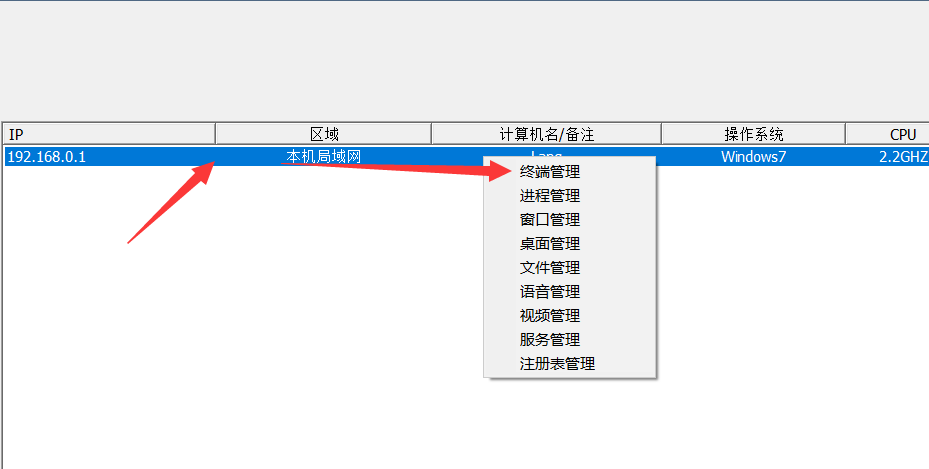 IP 区域 计算机名/备注 操作系统 CPU
192.168.0.1 本机局域网 Windows7 2.2GHZ
终端管理
进程管理
窗口管理
桌面管理
文件管理
语音管理
视频管理
服务管理
注册表管理